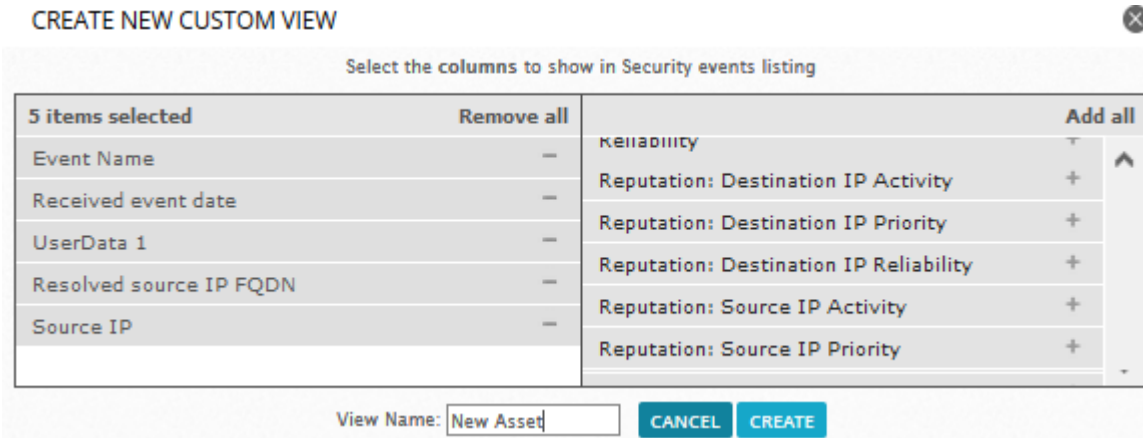 CREATE NEW CUSTOM VIEW
Select the columns to show in Security events listing
5 items selected Remove all Add all
Event Name
Received event date
UserData 1
Resolved source IP FQDN
Source IP
Reliability
Reputation: Destination IP Activity
Reputation: Destination IP Priority
Reputation: Destination IP Reliability
Reputation: Source IP Activity
Reputation: Source IP Priority
View Name: New Asset CANCEL CREATE